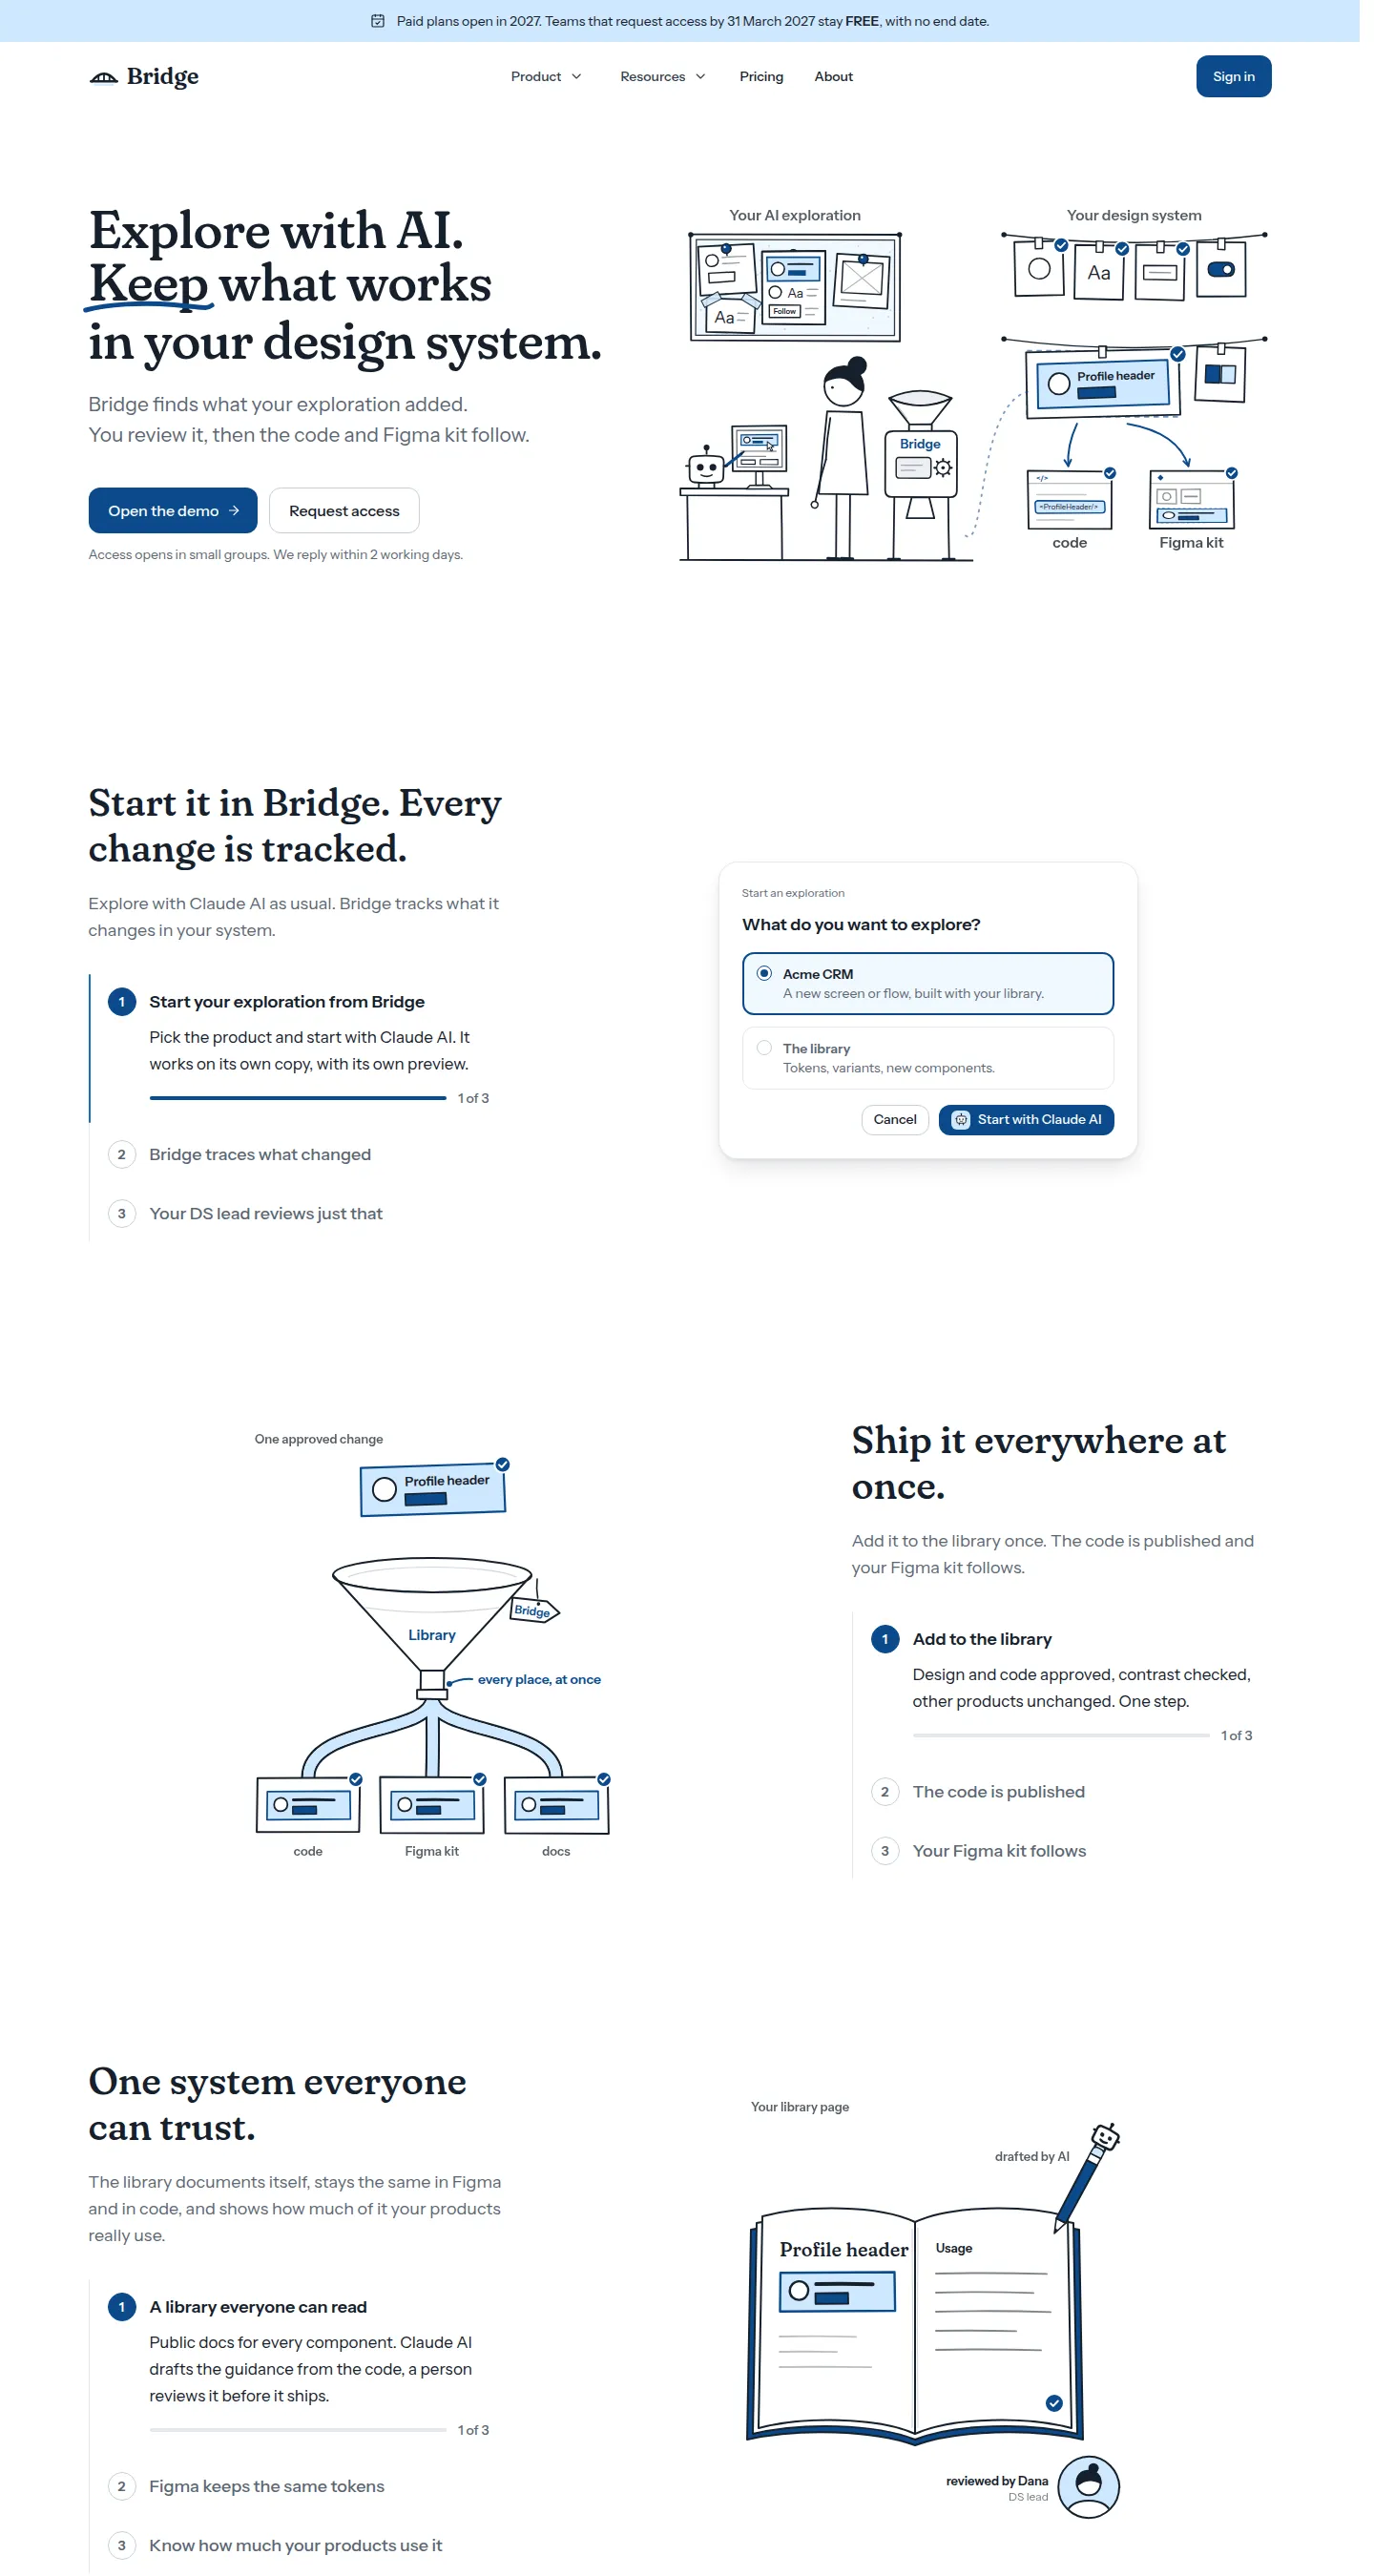 Paid plans open in 2027. Teams that request access by 31 March 2027 stay FREE, with no end date.
Bridge
Product
Resources
Pricing
About
Sign in
Explore with AI.
Keep what works
in your design system.
Bridge finds what your exploration added.
You review it, then the code and Figma kit follow.
Open the demo
Request access
Access opens in small groups. We reply within 2 working days.
Your AI exploration
Aa
Follow
Aa
Bridge
Your design system
Aa
Profile header
</>
<ProfileHeader/>
code
Figma kit
Start it in Bridge. Every
change is tracked.
Explore with Claude AI as usual. Bridge tracks what it
changes in your system.
1
Start your exploration from Bridge
Pick the product and start with Claude AI. It
works on its own copy, with its own preview.
1 of 3
2
Bridge traces what changed
3
Your DS lead reviews just that
Start an exploration
What do you want to explore?
Acme CRM
A new screen or flow, built with your library.
The library
Tokens, variants, new components.
Cancel
Start with Claude AI
One approved change
Profile header
Bridge
Library
every place, at once
code
Figma kit
docs
Ship it everywhere at
once.
Add it to the library once. The code is published and
your Figma kit follows.
1
Add to the library
Design and code approved, contrast checked,
other products unchanged. One step.
1 of 3
2
The code is published
3
Your Figma kit follows
One system everyone
can trust.
The library documents itself, stays the same in Figma
and in code, and shows how much of it your products
really use.
1
A library everyone can read
Public docs for every component. Claude AI
drafts the guidance from the code, a person
reviews it before it ships.
1 of 3
2
Figma keeps the same tokens
3
Know how much your products use it
Your library page
drafted by AI
Profile header
Usage
reviewed by Dana
DS lead